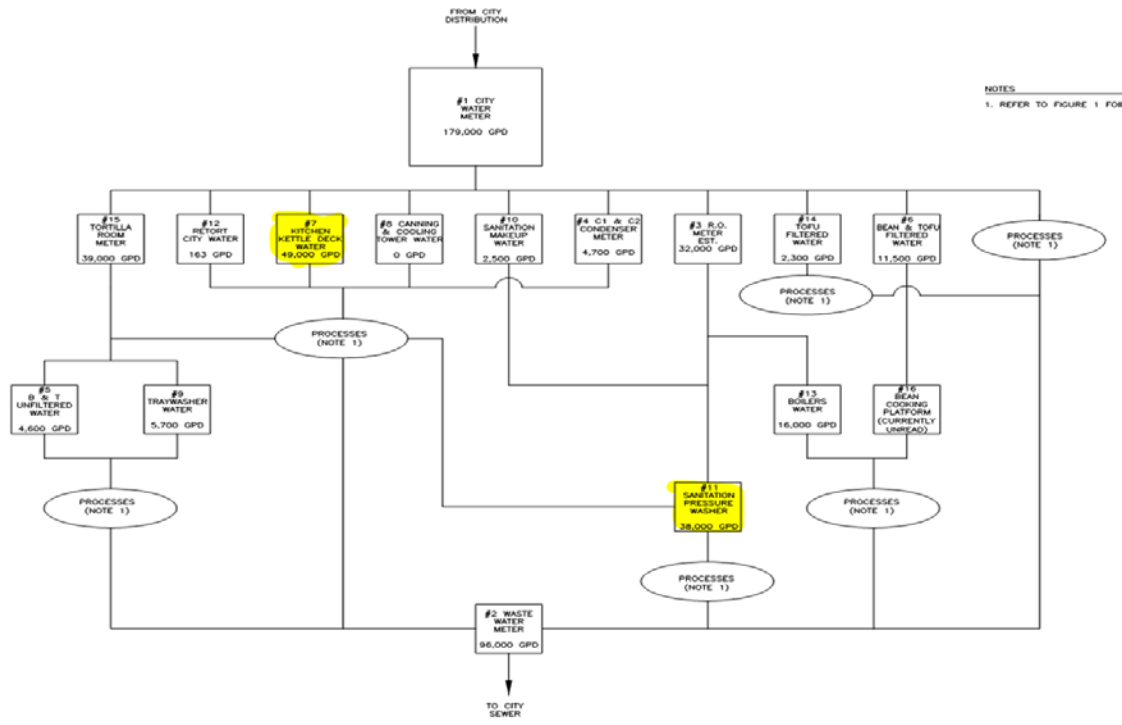 FROM CITY
DISTRIBUTION
#1 CITY
WATER
METER
179,000 GPD
NOTES
1. REFER TO FIGURE 1 FOR
#15
TORTILLA
ROOM
METER
39,000 GPD
#12
RETORT
CITY WATER
163 GPD
#7
KITCHEN
KETTLE DECK
WATER
49,000 GPD
#8 CANNING
& COOLING
TOWER WATER
0 GPD
#10
SANITATION
MAKEUP WATER
2,500 GPD
#4 C1 & C2
CONDENSER
METER
4,700 GPD
#3 R.O.
METER
EST.
32,000 GPD
#14
TOFU
FILTERED
WATER
2,300 GPD
#6
BEAN & TOFU
FILTERED
WATER
11,500 GPD
PROCESSES
(NOTE 1)
PROCESSES
(NOTE 1)
PROCESSES
(NOTE 1)
#5
B & T
UNFILTERED
WATER
4,600 GPD
#9
TRAYWASHER
WATER
5,700 GPD
#13
BOILERS
WATER
16,000 GPD
#16
BEAN
COOKING
PLATFORM
(CURRENTLY
UNREAD)
PROCESSES
(NOTE 1)
#11
SANITATION
PRESSURE
WASHER
38,000 GPD
PROCESSES
(NOTE 1)
PROCESSES
(NOTE 1)
#2 WASTE
WATER
METER
96,000 GPD
TO CITY
SEWER